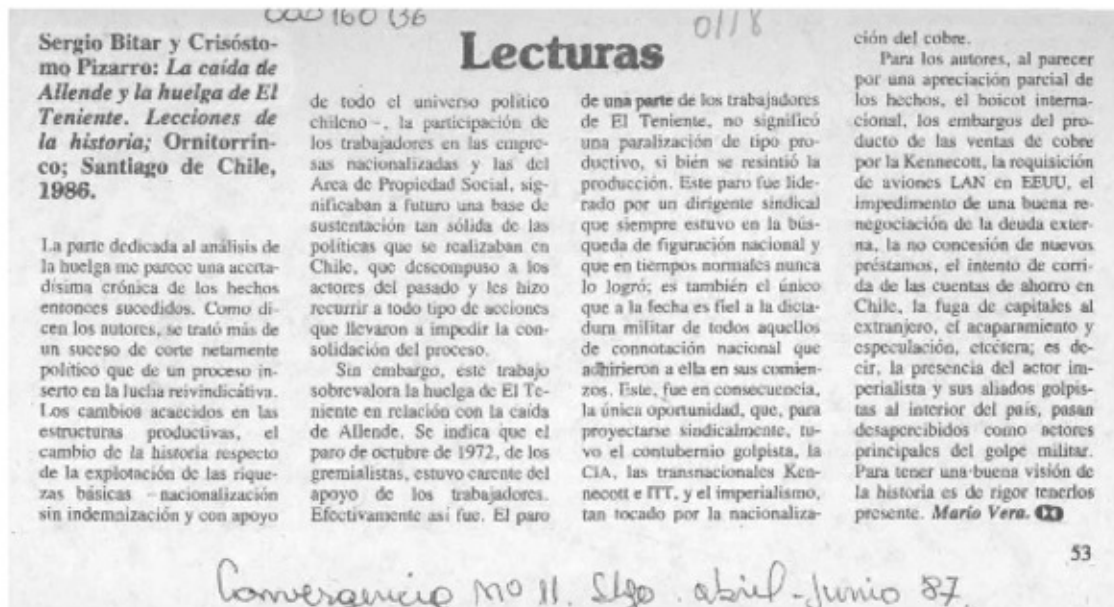 000160136
0118
Lecturas
Sergio Bitar y Crisósto-
mo Pizarro: La caída de
Allende y la huelga de El
Teniente. Lecciones de
la historia; Ornitorrin-
co; Santiago de Chile,
1986.
La parte dedicada al análisis de
la huelga me parece una acerta-
dísima crónica de los hechos
entonces sucedidos. Como di-
cen los autores, se trató más de
un suceso de corte netamente
político que de un proceso in-
serto en la lucha reivindicativa.
Los cambios acaecidos en las
estructuras productivas, el
cambio de la historia respecto
de la explotación de las rique-
zas básicas -nacionalización
sin indemnización y con apoyo
de todo el universo político
chileno-, la participación de
los trabajadores en las empre-
sas nacionalizadas y las del
Area de Propiedad Social, sig-
nificaban a futuro una base de
sustentación tan sólida de las
políticas que se realizaban en
Chile, que descompuso a los
actores del pasado y les hizo
recurrir a todo tipo de acciones
que llevaron a impedir la con-
solidación del proceso.
Sin embargo, este trabajo
sobrevalora la huelga de El Te-
niente en relación con la caída
de Allende. Se indica que el
paro de octubre de 1972, de los
gremialistas, estuvo carente del
apoyo de los trabajadores.
Efectivamente así fue. El paro
de una parte de los trabajadores
de El Teniente, no significó
una paralización de tipo pro-
ductivo, si bién se resintió la
producción. Este paro fue lide-
rado por un dirigente sindical
que siempre estuvo en la bús-
queda de figuración nacional y
que en tiempos normales nunca
lo logró; es también el único
que a la fecha es fiel a la dicta-
dura militar de todos aquellos
de connotación nacional que
adhirieron a ella en sus comien-
zos. Este, fue en consecuencia,
la única oportunidad, que, para
proyectarse sindicalmente, tu-
vo el contubernio golpista, la
CIA, las transnacionales Ken-
necott e ITT, y el imperialismo,
tan tocado por la nacionaliza-
ción del cobre.
Para los autores, al parecer
por una apreciación parcial de
los hechos, el boicot interna-
cional, los embargos del pro-
ducto de las ventas de cobre
por la Kennecott, la requisición
de aviones LAN en EEUU, el
impedimento de una buena re-
negociación de la deuda exter-
na, la no concesión de nuevos
préstamos, el intento de corri-
da de las cuentas de ahorro en
Chile, la fuga de capitales al
extranjero, el acaparamiento y
especulación, etcétera; es de-
cir, la presencia del actor im-
perialista y sus aliados golpis-
tas al interior del país, pasan
desapercibidos como actores
principales del golpe militar.
Para tener una buena visión de
la historia es de rigor tenerlos
presente. Mario Vera.
53
Convergencia no 11. Stgo. abril-junio 87.